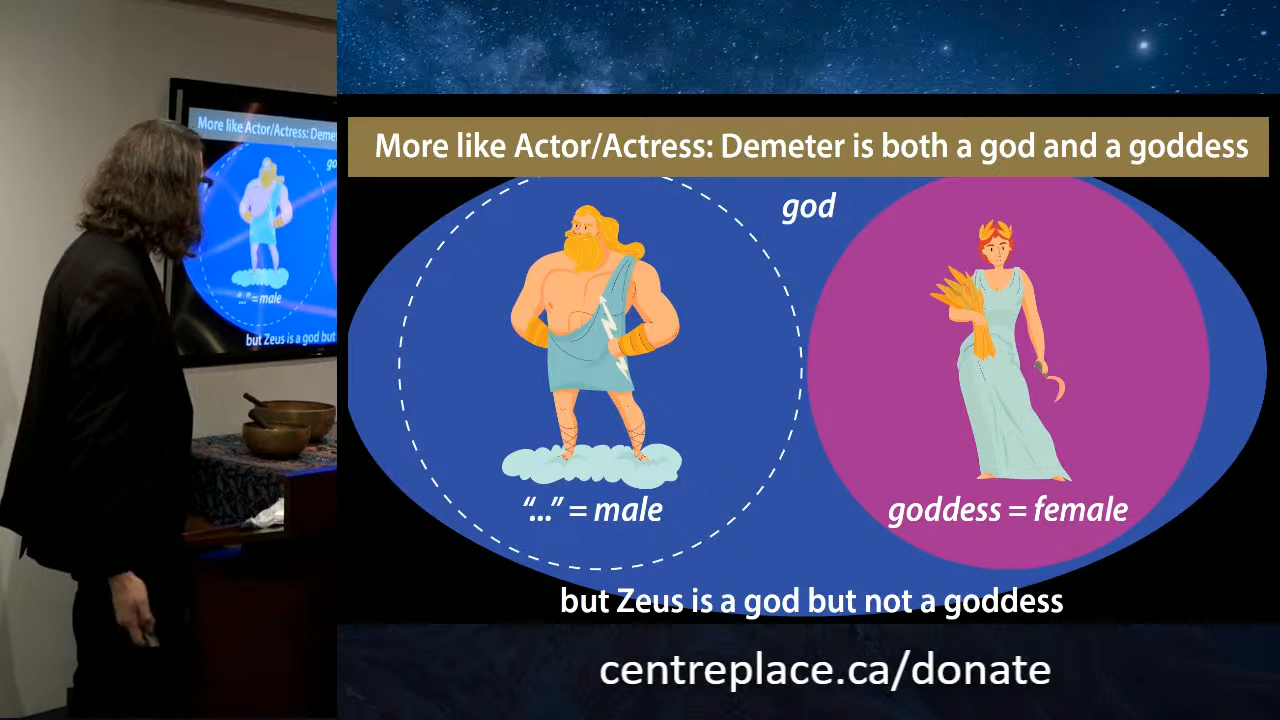 More like Actor/Actress: Demeter is both a god and a goddess
god
"..." = male
goddess = female
but Zeus is a god but not a goddess
centreplace.ca/donate
More like Actor/Actress: Deme
go
"..." = male
but Zeus is a god but